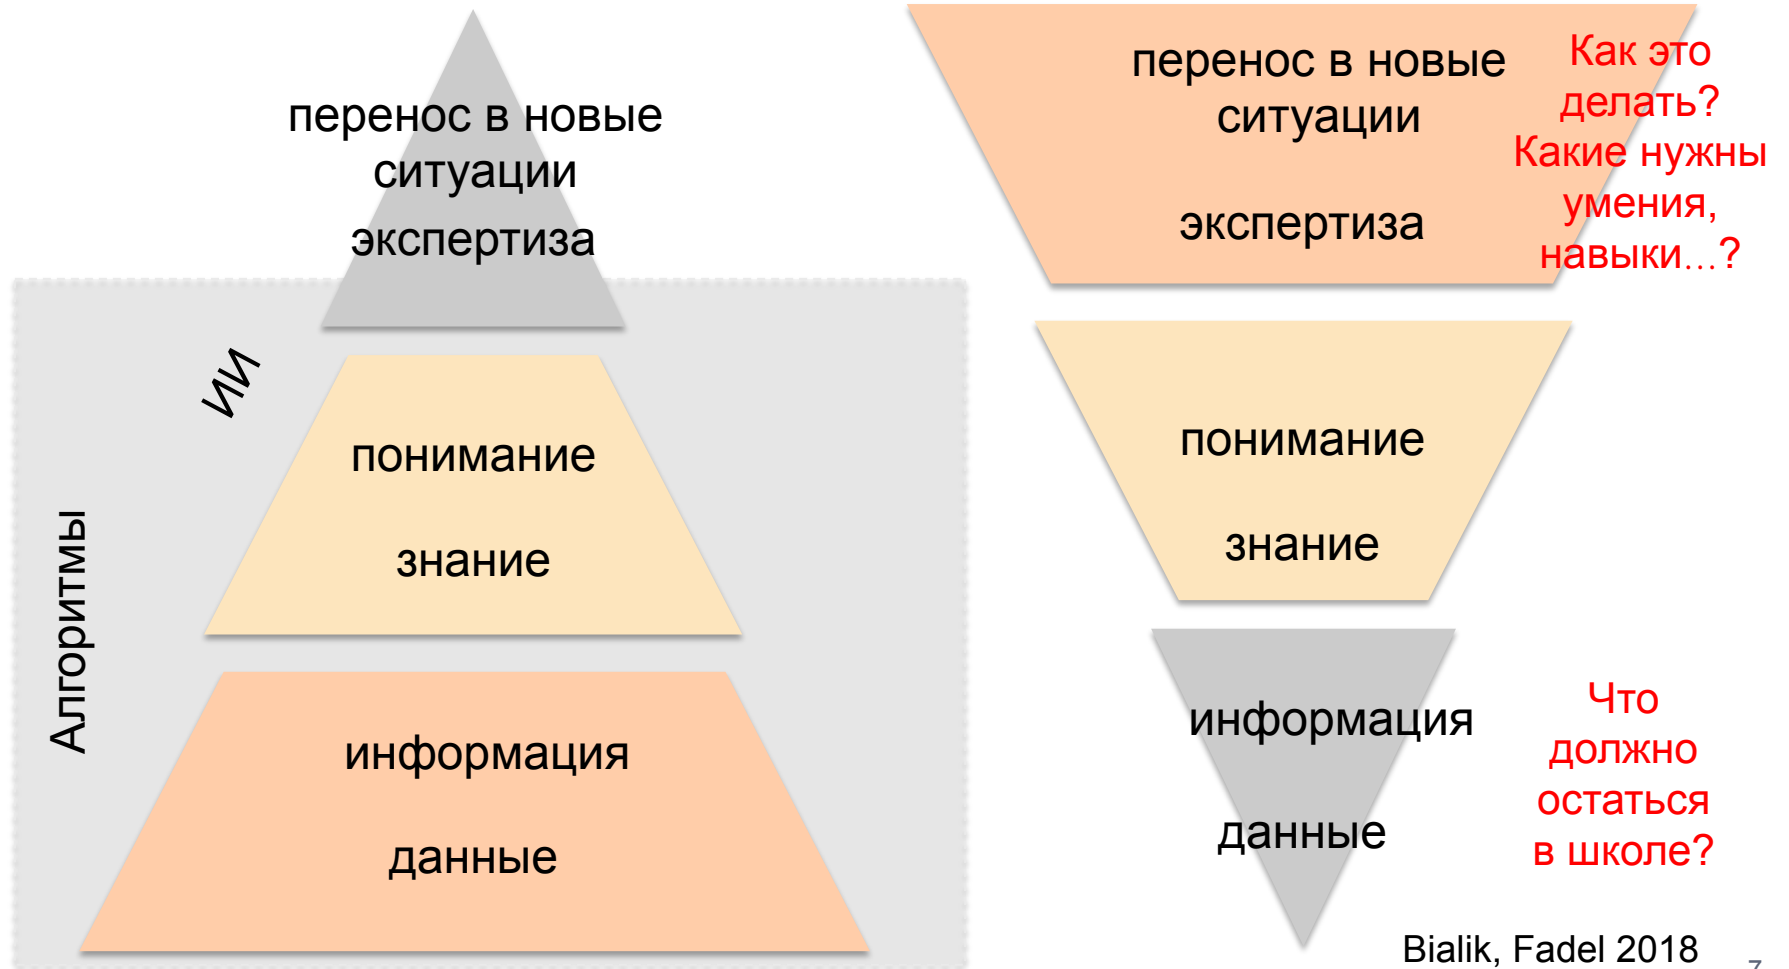 перенос в новые
ситуации
экспертиза
ИИ
понимание
знание
Алгоритмы
информация
данные
перенос в новые
ситуации
экспертиза
Как это
делать?
Какие нужны
умения,
навыки...?
понимание
знание
информация
данные
Что
должно
остаться
в школе?
Bialik, Fadel 2018
7